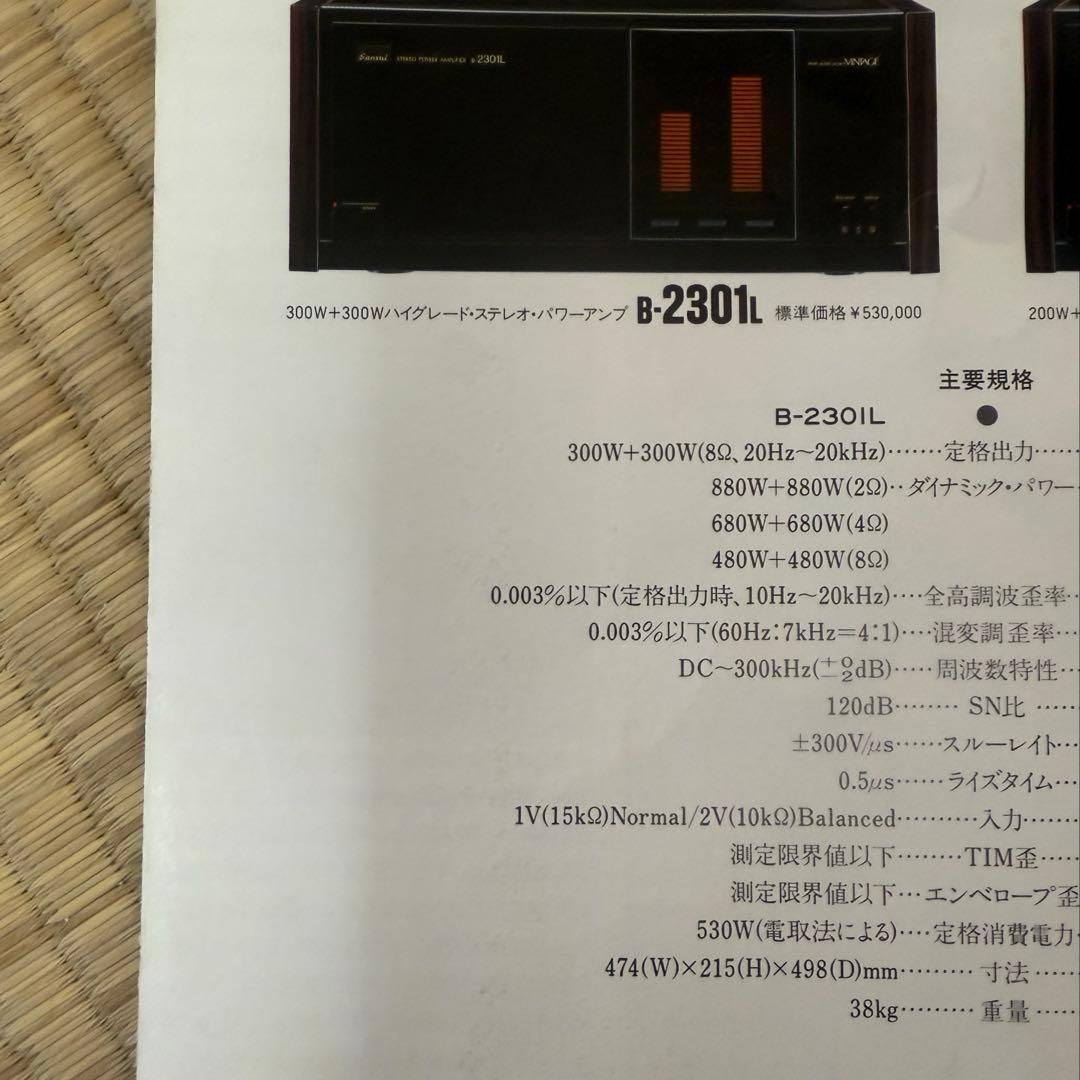 Sansui STEREO POWER AMPLIFIER B-2301L
VINTAGE
300W+300Wハイグレード・ステレオ・パワーアンプ B-2301L 標準価格¥530,000
200W+
主要規格
B-2301L ●
300W+300W(8Ω、20Hz〜20kHz)‥‥‥定格出力‥‥‥
880W+880W(2Ω)‥ダイナミック・パワー
680W+680W(4Ω)
480W+480W(8Ω)
0.003%以下(定格出力時、10Hz〜20kHz)‥‥全高調波歪率‥
0.003%以下(60Hz:7kHz=4:1)‥‥混変調歪率‥‥
DC〜300kHz(+0 −2dB)‥‥‥周波数特性‥‥
120dB‥‥‥‥SN比‥‥‥
±300V/μs‥‥‥スルーレイト‥‥
0.5μs‥‥‥ライズタイム‥‥
1V(15kΩ)Normal/2V(10kΩ)Balanced‥‥‥‥‥入力‥‥‥
測定限界値以下‥‥‥‥TIM歪‥‥‥
測定限界値以下‥‥エンベロープ歪
530W(電取法による)‥‥定格消費電力
474(W)×215(H)×498(D)mm‥‥‥‥‥寸法‥‥‥
38kg‥‥‥‥‥重量‥‥‥